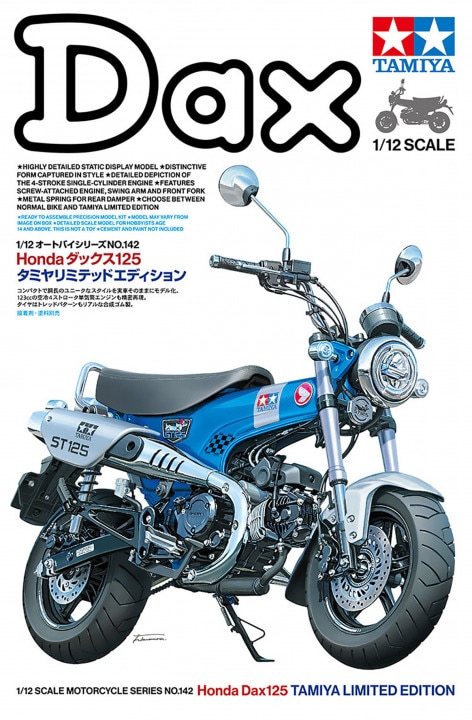 Dax
TAMIYA
1/12 SCALE
★HIGHLY DETAILED STATIC DISPLAY MODEL ★DISTINCTIVE
FORM CAPTURED IN STYLE ★DETAILED DEPICTION OF
THE 4-STROKE SINGLE-CYLINDER ENGINE ★FEATURES
SCREW-ATTACHED ENGINE, SWING ARM AND FRONT FORK
★METAL SPRING FOR REAR DAMPER ★CHOOSE BETWEEN
NORMAL BIKE AND TAMIYA LIMITED EDITION
★READY TO ASSEMBLE PRECISION MODEL KIT ★MODEL MAY VARY FROM
IMAGE ON BOX ★DETAILED SCALE MODEL FOR HOBBYISTS AGE
14 AND ABOVE. THIS IS NOT A TOY ★CEMENT AND PAINT NOT INCLUDED
1/12 オートバイシリーズ NO.142
Honda ダックス125
タミヤリミテッドエディション
コンパクトで胴長のユニークなスタイルを実車そのままにモデル化。
123ccの空冷4ストローク単気筒エンジンも精密再現。
タイヤはトレッドパターンもリアルな合成ゴム製。
接着剤・塗料別売
TAMIYA
TAMIYA
ST125
1/12 SCALE MOTORCYCLE SERIES NO.142 Honda Dax125 TAMIYA LIMITED EDITION